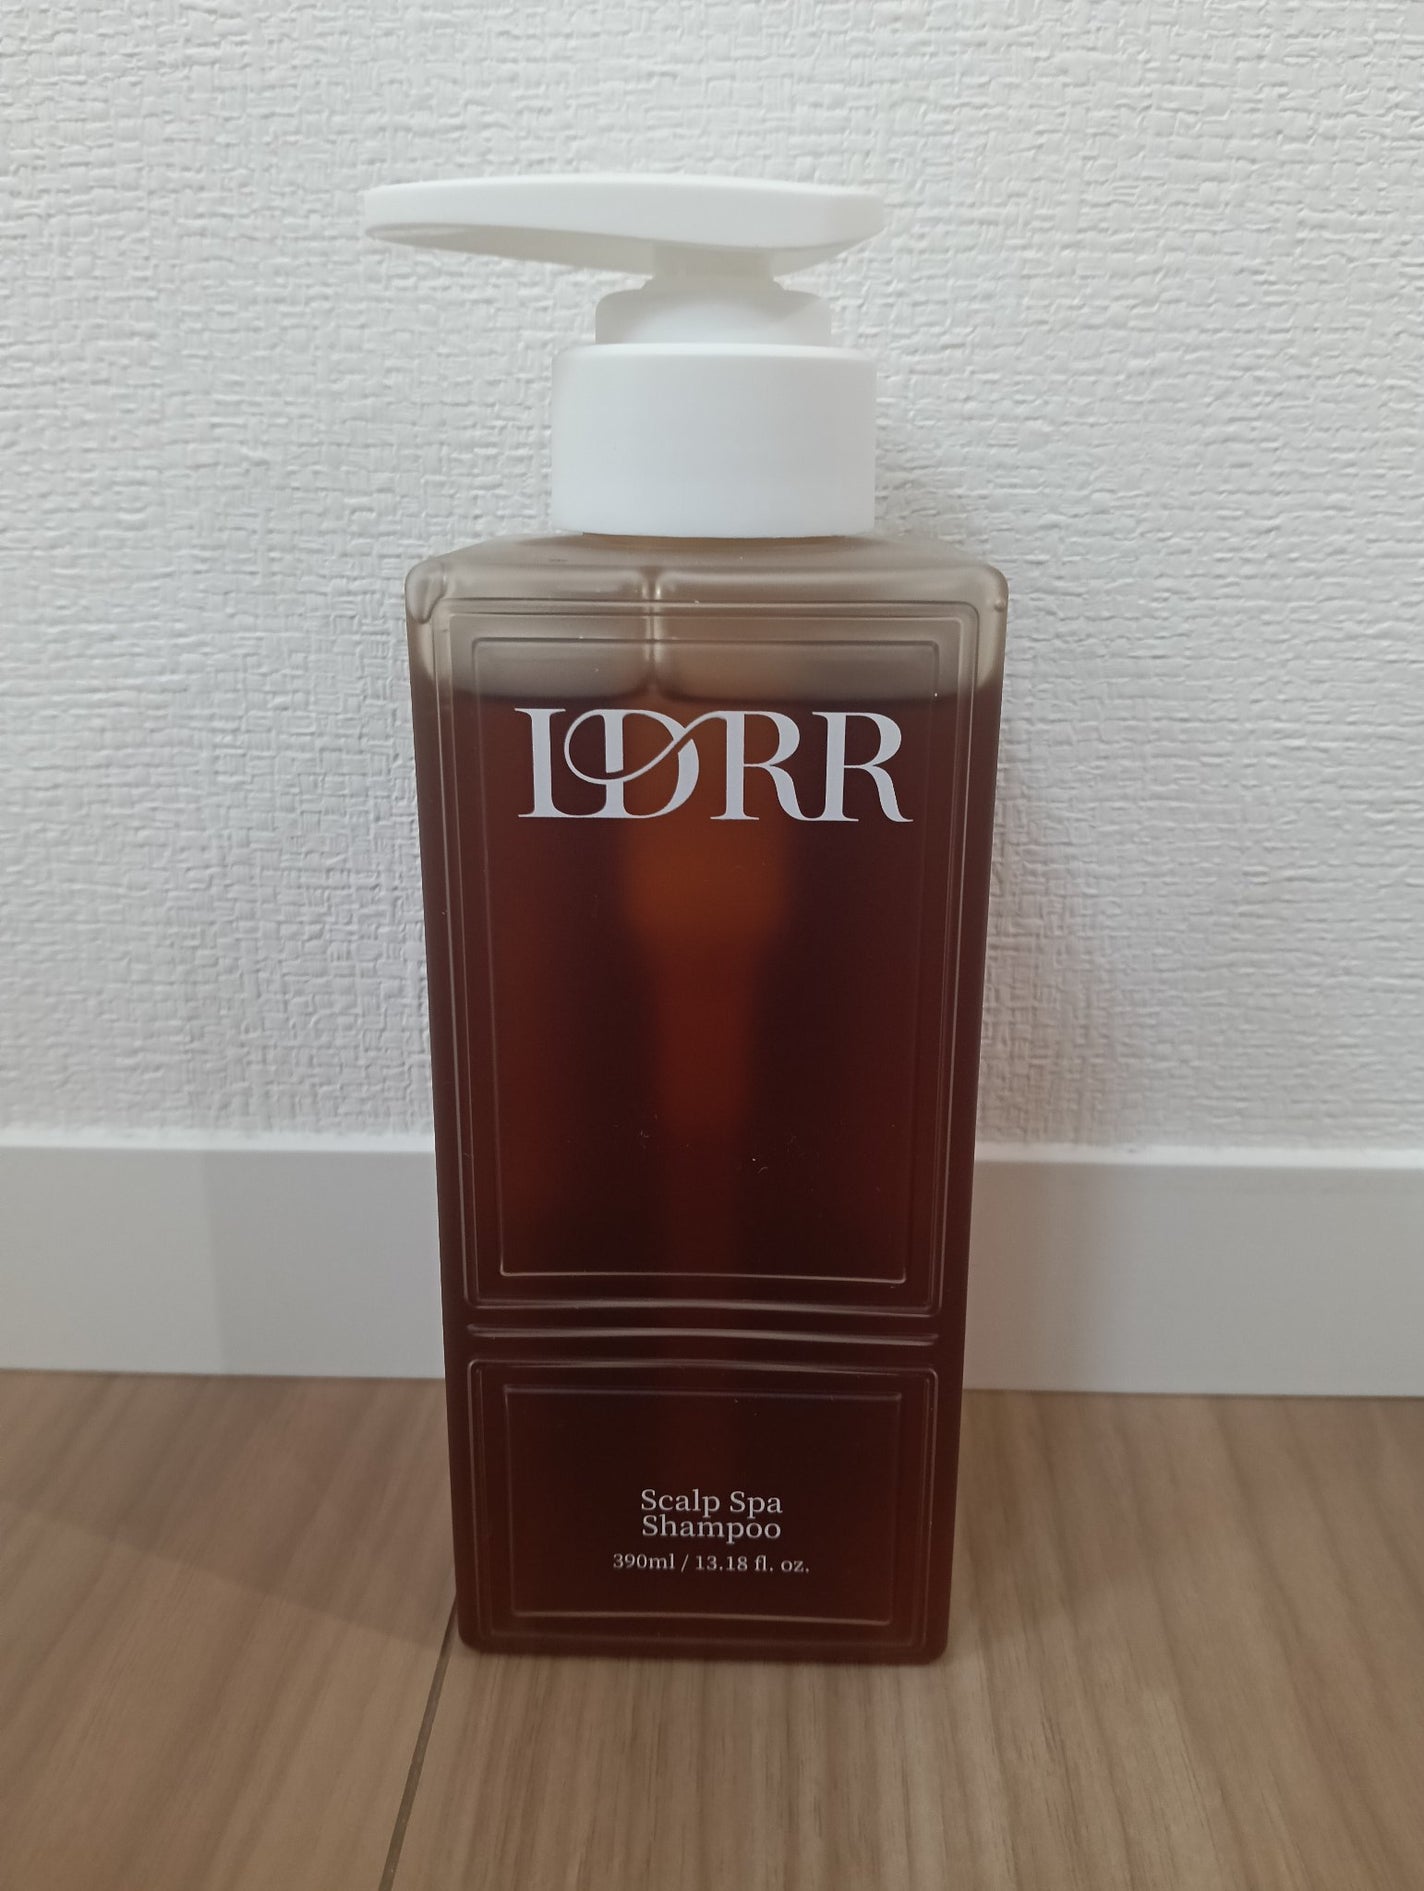 LDRR
Scalp Spa
Shampoo
390ml / 13.18 fl. oz.